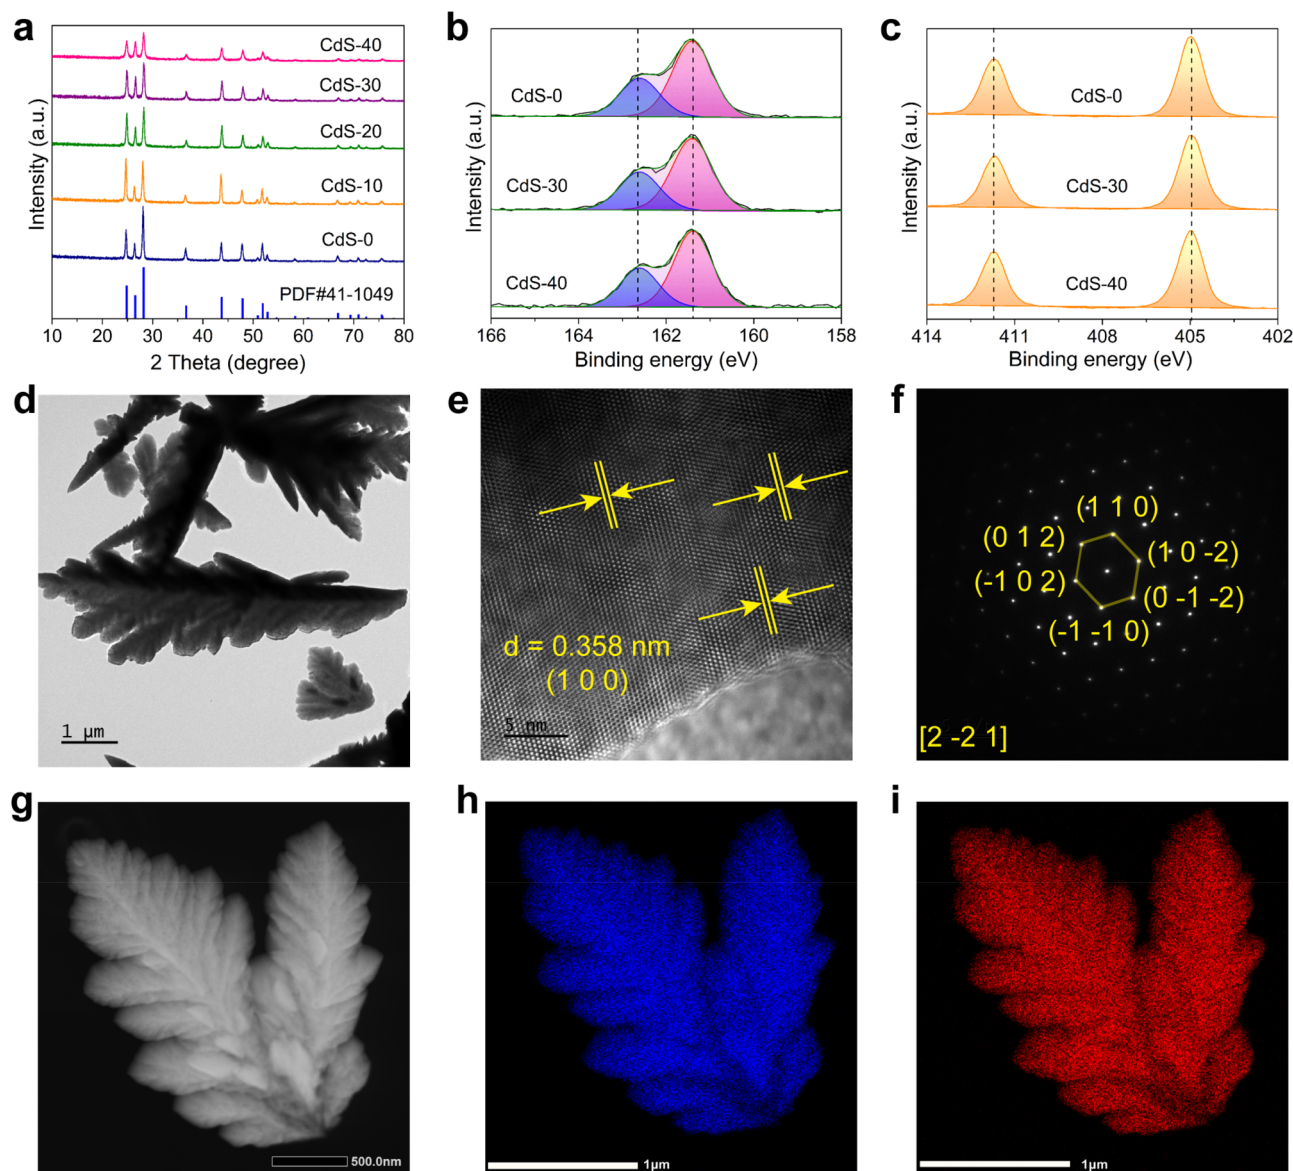 a
Intensity (a.u.)
CdS-40
CdS-30
CdS-20
CdS-10
CdS-0
PDF#41-1049
10 20 30 40 50 60 70 80
2 Theta (degree)
b
Intensity (a.u.)
CdS-0
CdS-30
CdS-40
166 164 162 160 158
Binding energy (eV)
c
Intensity (a.u.)
CdS-0
CdS-30
CdS-40
414 411 408 405 402
Binding energy (eV)
d
1 μm
e
d = 0.358 nm
(1 0 0)
5 nm
f
(1 1 0)
(0 1 2)
(1 0 -2)
(-1 0 2)
(0 -1 -2)
(-1 -1 0)
[2 -2 1]
g
500.0nm
h
1μm
i
1μm